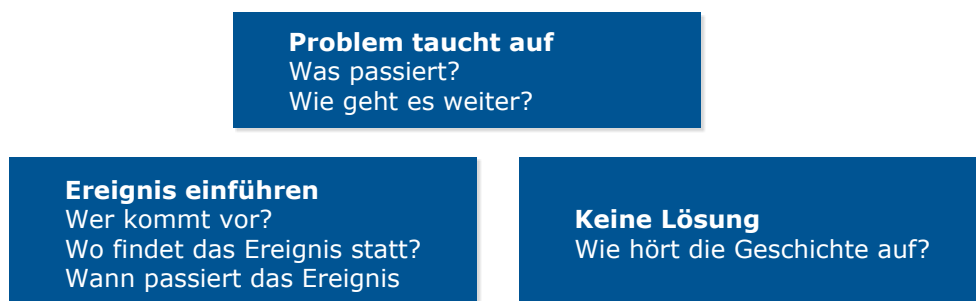 Problem taucht auf
Was passiert?
Wie geht es weiter?
Ereignis einführen
Wer kommt vor?
Wo findet das Ereignis statt?
Wann passiert das Ereignis
Keine Lösung
Wie hört die Geschichte auf?